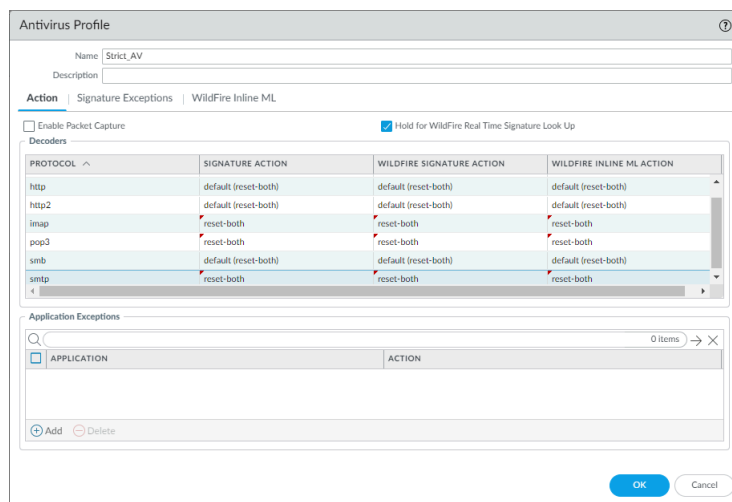 Antivirus Profile
Name Strict_AV
Description
Action | Signature Exceptions | WildFire Inline ML
Enable Packet Capture Hold for WildFire Real Time Signature Look Up
Decoders
PROTOCOL SIGNATURE ACTION WILDFIRE SIGNATURE ACTION WILDFIRE INLINE ML ACTION
http default (reset-both) default (reset-both) default (reset-both)
http2 default (reset-both) default (reset-both) default (reset-both)
imap reset-both reset-both reset-both
pop3 reset-both reset-both reset-both
smb default (reset-both) default (reset-both) default (reset-both)
smtp reset-both reset-both reset-both
Application Exceptions
0 items
APPLICATION ACTION
Add Delete
OK Cancel